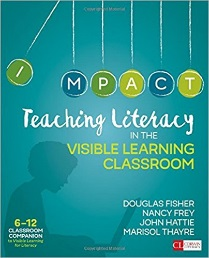 IMPACT
Teaching Literacy
IN THE
VISIBLE LEARNING
CLASSROOM
DOUGLAS FISHER
NANCY FREY
JOHN HATTIE
MARISOL THAYRE
6–12
CLASSROOM
COMPANION
to Visible Learning
for Literacy